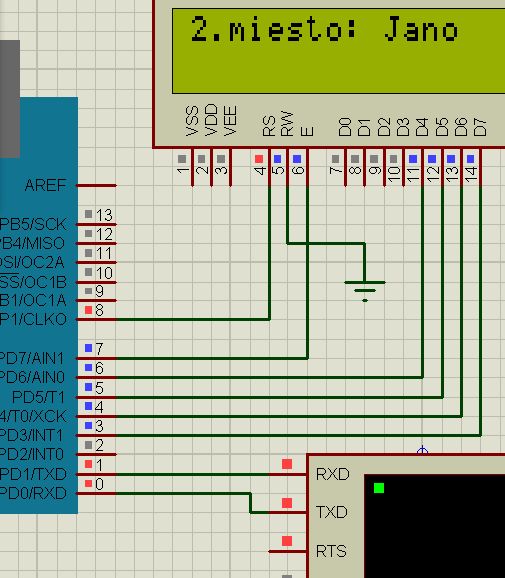 2.miesto: Jano
VSS
VDD
VEE
RS
RW
E
D0
D1
D2
D3
D4
D5
D6
D7
1
2
3
4
5
6
7
8
9
10
11
12
13
14
AREF
PB5/SCK 13
PB4/MISO 12
OSI/OC2A 11
SS/OC1B 10
B1/OC1A 9
P1/CLKO 8
PD7/AIN1 7
PD6/AIN0 6
PD5/T1 5
4/T0/XCK 4
PD3/INT1 3
PD2/INT0 2
PD1/TXD 1
PD0/RXD 0
RXD
TXD
RTS